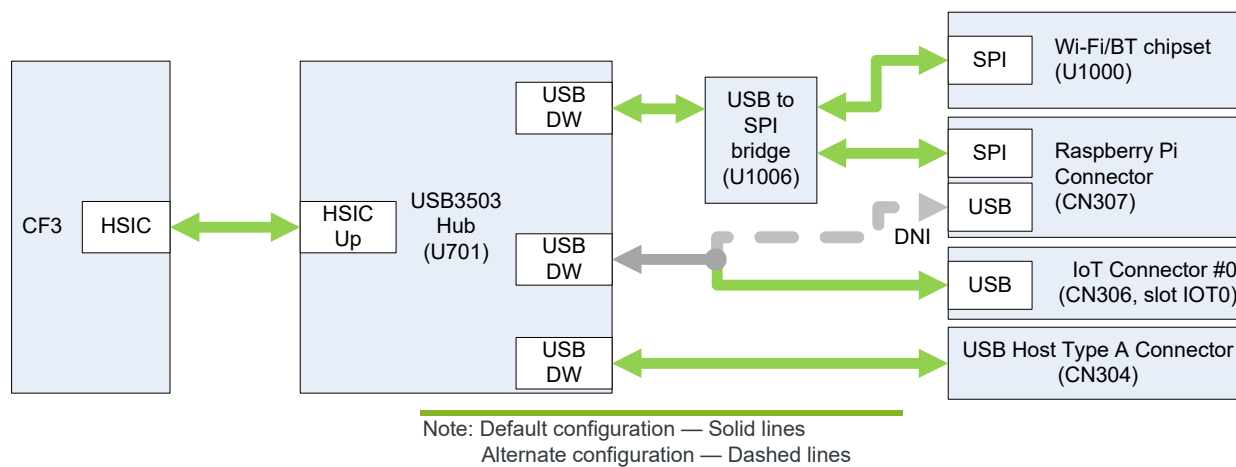 CF3
HSIC
HSIC
Up
USB3503
Hub
(U701)
USB
DW
USB
DW
USB
DW
USB to
SPI
bridge
(U1006)
SPI
Wi-Fi/BT chipset
(U1000)
SPI
USB
Raspberry Pi
Connector
(CN307)
DNI
USB
IoT Connector #0
(CN306, slot IOT0)
USB Host Type A Connector
(CN304)
Note: Default configuration — Solid lines
Alternate configuration — Dashed lines